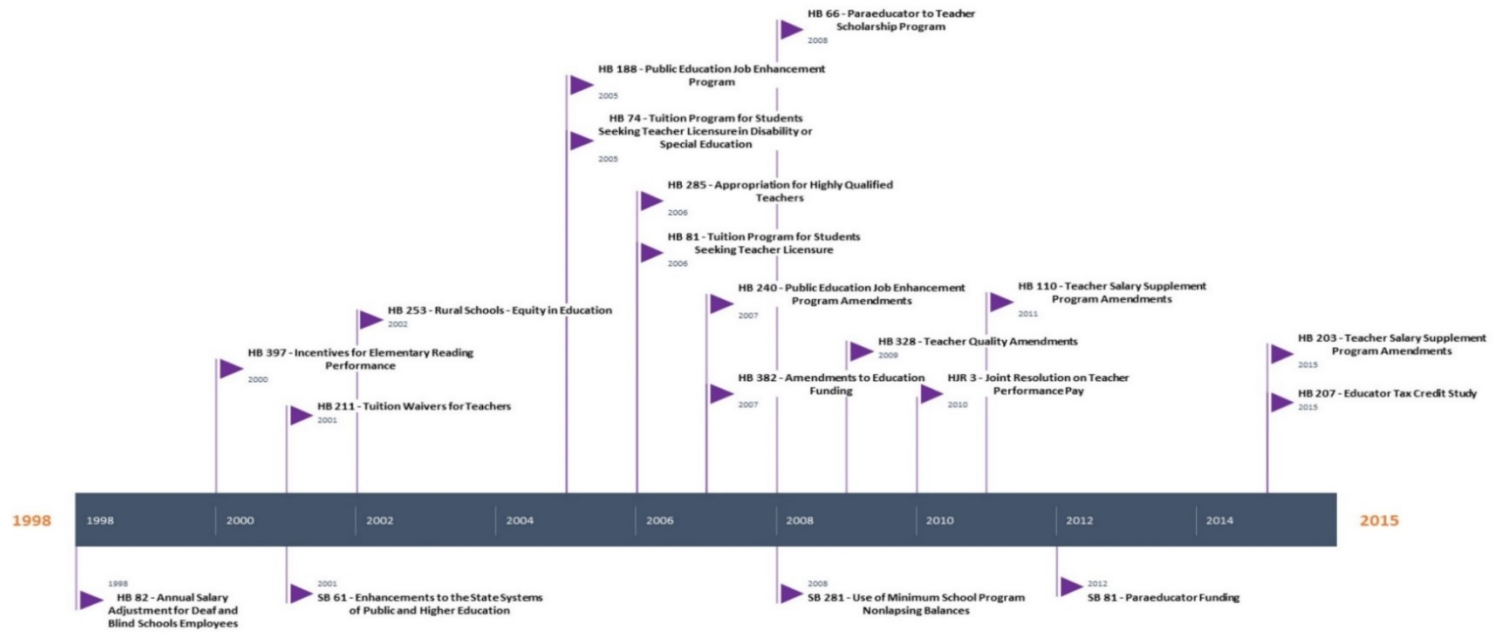 HB 66 - Paraeducator to Teacher
Scholarship Program
2008
HB 188 - Public Education Job Enhancement
Program
2005
HB 74 - Tuition Program for Students
Seeking Teacher Licensure in Disability or
Special Education
2005
HB 285 - Appropriation for Highly Qualified
Teachers
2006
HB 81 - Tuition Program for Students
Seeking Teacher Licensure
2006
HB 240 - Public Education Job Enhancement
Program Amendments
2007
HB 110 - Teacher Salary Supplement
Program Amendments
2011
HB 253 - Rural Schools - Equity in Education
2002
HB 328 - Teacher Quality Amendments
2009
HB 203 - Teacher Salary Supplement
Program Amendments
2015
HB 397 - Incentives for Elementary Reading
Performance
2000
HB 382 - Amendments to Education
Funding
2007
HJR 3 - Joint Resolution on Teacher
Performance Pay
2010
HB 207 - Educator Tax Credit Study
2015
HB 211 - Tuition Waivers for Teachers
2001
1998 1998 2000 2002 2004 2006 2008 2010 2012 2014 2015
1998
HB 82 - Annual Salary
Adjustment for Deaf and
Blind Schools Employees
2001
SB 61 - Enhancements to the State Systems
of Public and Higher Education
2008
SB 281 - Use of Minimum School Program
Nonlapsing Balances
2012
SB 81 - Paraeducator Funding